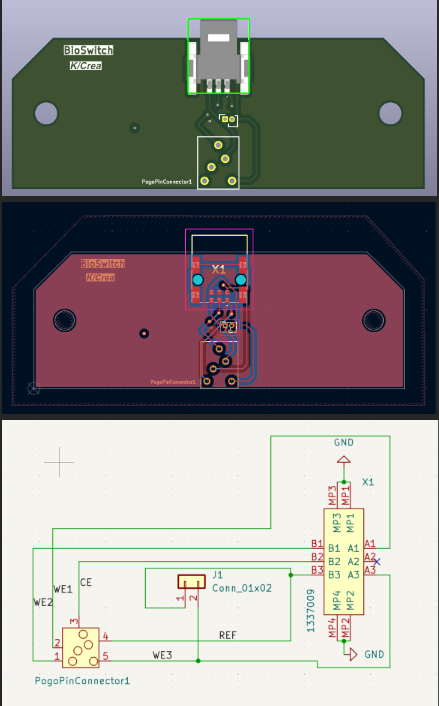 BioSwitch
K/Crea
PogoPinConnector1
X1
BioSwitch
K/Crea
PogoPinConnector1
GND
X1
MP3
MP1
MP3
MP1
B1
B1
A1
A1
B2
B2
A2
A2
B3
B3
A3
A3
J1
Conn_01x02
1
2
CE
WE1
WE2
3
MP4
MP2
MP4
MP2
1337009
2
4
REF
1
5
WE3
GND
PogoPinConnector1